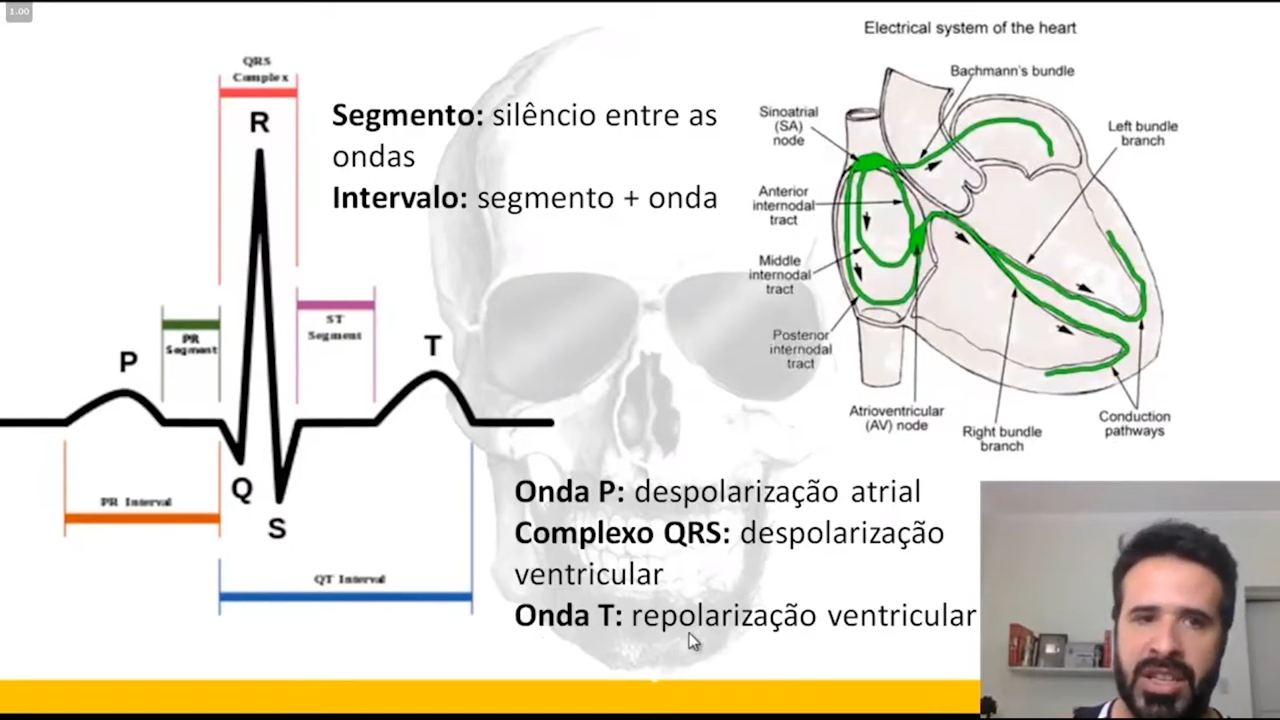 1.00
QRS
Complex
R
Segmento: silêncio entre as
ondas
Intervalo: segmento + onda
PR
Segment
ST
Segment
P
T
Q
S
PR Interval
QT Interval
Electrical system of the heart
Bachmann's bundle
Sinoatrial
(SA)
node
Left bundle
branch
Anterior
internodal
tract
Middle
internodal
tract
Posterior
internodal
tract
Atrioventricular
(AV) node
Right bundle
branch
Conduction
pathways
Onda P: despolarização atrial
Complexo QRS: despolarização
ventricular
Onda T: repolarização ventricular